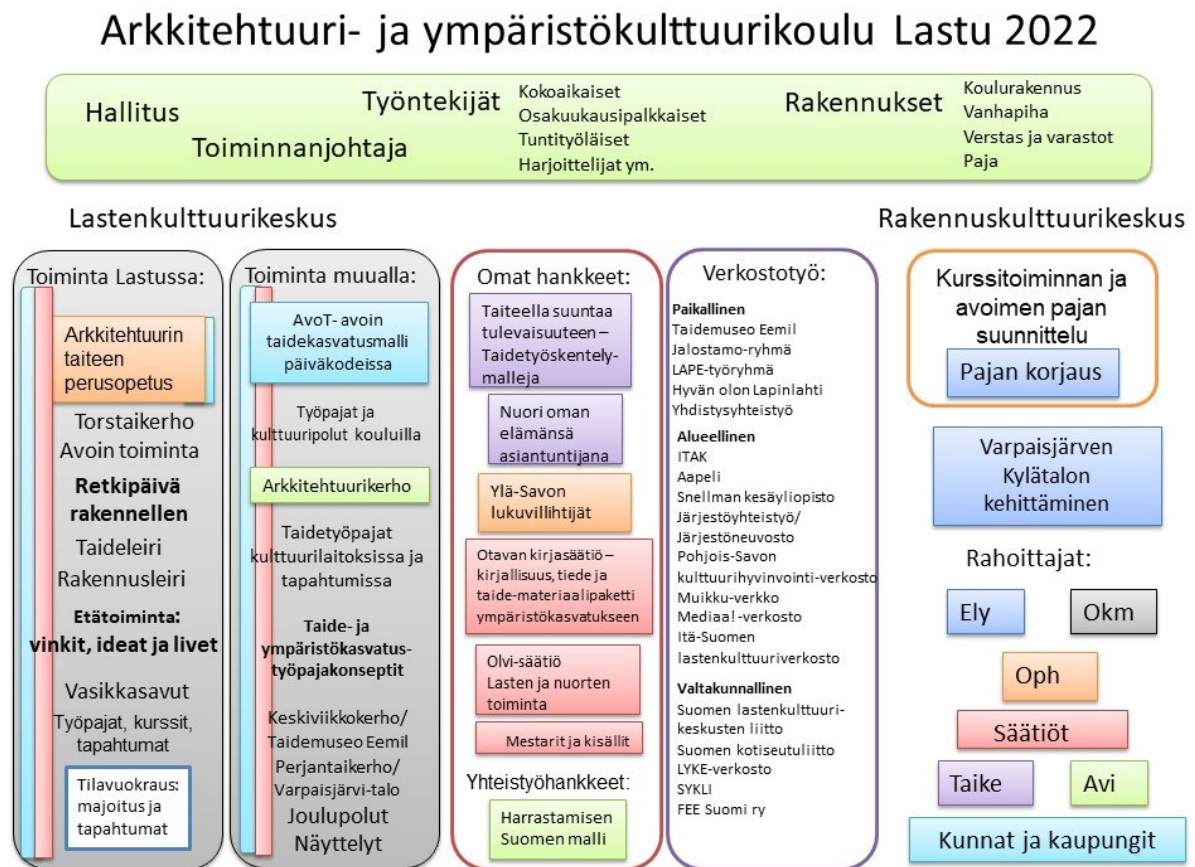 Arkkitehtuuri- ja ympäristökulttuurikoulu Lastu 2022
Hallitus
Toiminnanjohtaja
Työntekijät
Kokoaikaiset
Osakuukausipalkkaiset
Tuntityöläiset
Harjoittelijat ym.
Rakennukset
Koulurakennus
Vanhapiha
Verstas ja varastot
Paja
Lastenkulttuurikeskus
Toiminta Lastussa:
Arkkitehtuurin
taiteen
perusopetus
Torstaikerho
Avoin toiminta
Retkipäivä
rakennellen
Taideleiri
Rakennusleiri
Etätoiminta:
vinkit, ideat ja livet
Vasikkasavut
Työpajat, kurssit,
tapahtumat
Tilavuokraus:
majoitus ja
tapahtumat
Toiminta muualla:
AvoT- avoin
taidekasvatusmalli
päiväkodeissa
Työpajat ja
kulttuuripolut kouluilla
Arkkitehtuurikerho
Taidetyöpajat
kulttuurilaitoksissa ja
tapahtumissa
Taide- ja
ympäristökasvatus-
työpajakonseptit
Keskiviikkokerho/
Taidemuseo Eemil
Perjantaikerho/
Varpaisjärvi-talo
Joulupolut
Näyttelyt
Omat hankkeet:
Taiteella suuntaa
tulevaisuuteen –
Taidetyöskentely-
malleja
Nuori oman
elämänsä
asiantuntijana
Ylä-Savon
lukuvillihtijät
Otavan kirjasäätiö –
kirjallisuus, tiede ja
taide-materiaalipaketti
ympäristökasvatukseen
Olvi-säätiö
Lasten ja nuorten
toiminta
Mestarit ja kisällit
Yhteistyöhankkeet:
Harrastamisen
Suomen malli
Verkostotyö:
Paikallinen
Taidemuseo Eemil
Jalostamo-ryhmä
LAPE-työryhmä
Hyvän olon Lapinlahti
Yhdistysyhteistyö
Alueellinen
ITAK
Aapeli
Snellman kesäyliopisto
Järjestöyhteistyö/
Järjestöneuvosto
Pohjois-Savon
kulttuurihyvinvointi-verkosto
Muikku-verkko
Mediaa!-verkosto
Itä-Suomen
lastenkulttuuriverkosto
Valtakunnallinen
Suomen lastenkulttuuri-
keskusten liitto
Suomen kotiseutuliitto
LYKE-verkosto
SYKLI
FEE Suomi ry
Rakennuskulttuurikeskus
Kurssitoiminnan ja
avoimen pajan
suunnittelu
Pajan korjaus
Varpaisjärven
Kylätalon
kehittäminen
Rahoittajat:
Ely
Okm
Oph
Säätiöt
Taike
Avi
Kunnat ja kaupungit